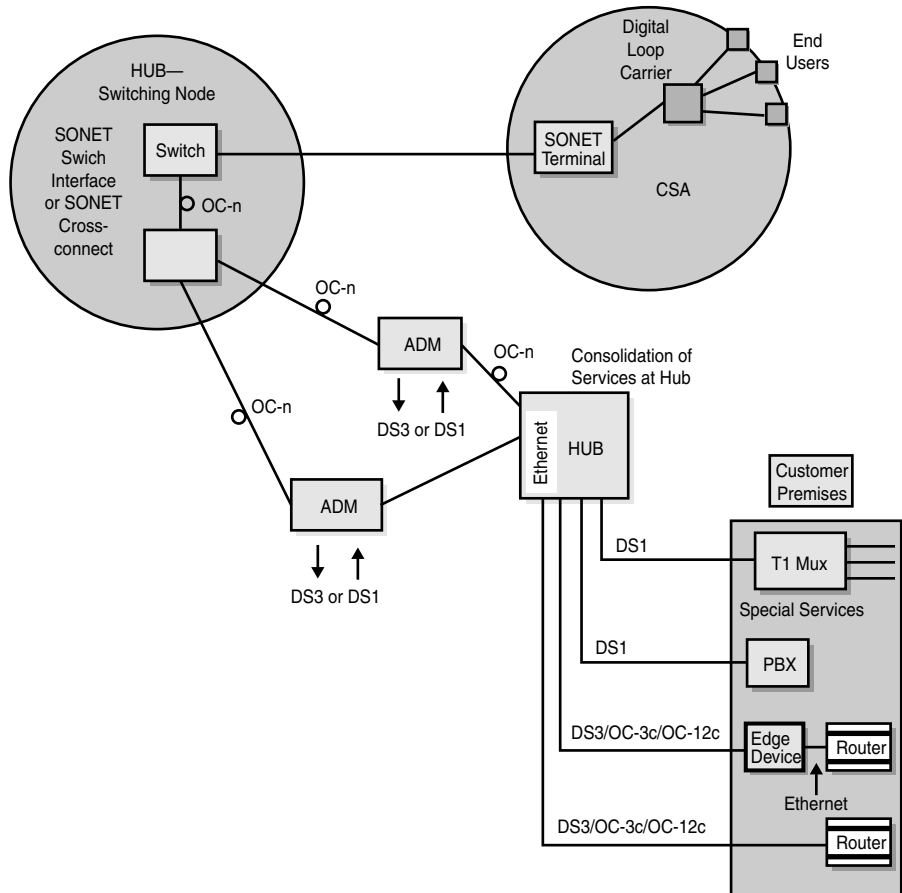 HUB—
Switching Node
SONET
Swich
Interface
or SONET
Cross-
connect
Switch
OC-n
Digital
Loop
Carrier
End
Users
SONET
Terminal
CSA
OC-n
ADM
OC-n
DS3 or DS1
OC-n
ADM
DS3 or DS1
Consolidation of
Services at Hub
Ethernet
HUB
Customer
Premises
DS1
T1 Mux
Special Services
DS1
PBX
DS3/OC-3c/OC-12c
Edge
Device
Router
Ethernet
DS3/OC-3c/OC-12c
Router